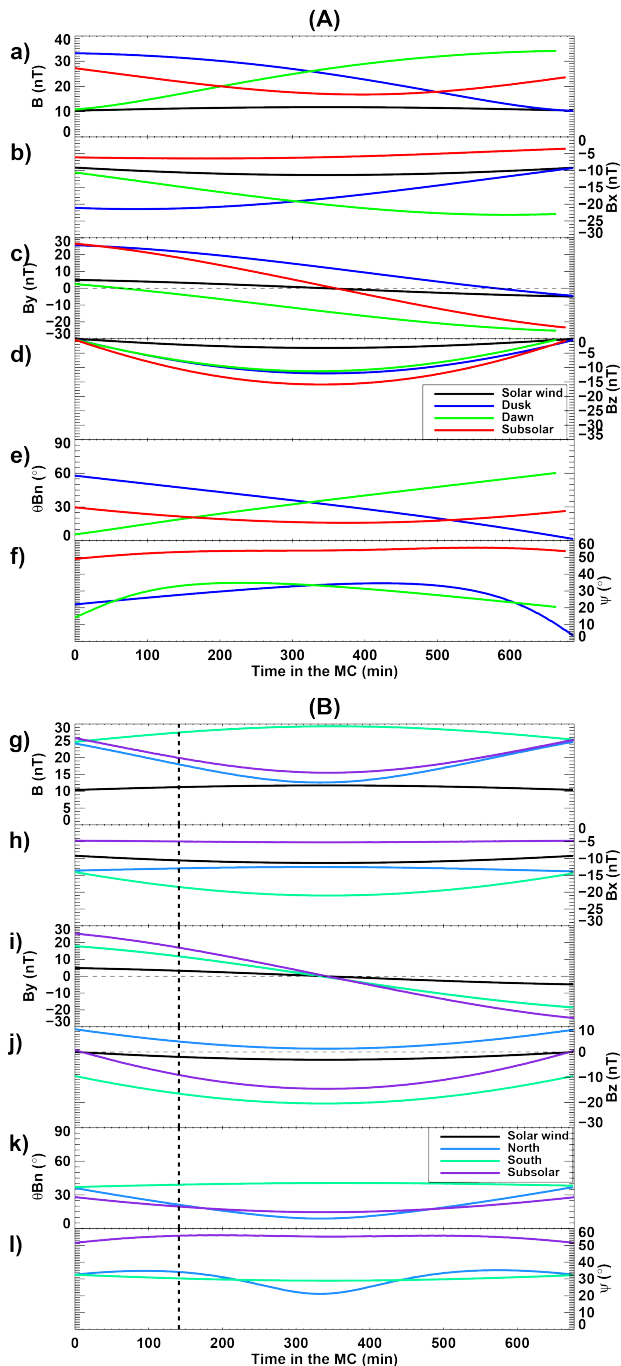 (A)
a)
B (nT)
40
30
20
10
0
b)
Bx (nT)
0
−5
−10
−15
−20
−25
−30
c)
By (nT)
30
20
10
0
−10
−20
−30
d)
Bz (nT)
0
−5
−10
−15
−20
−25
−30
−35
Solar wind
Dusk
Dawn
Subsolar
e)
θBn (°)
90
60
30
0
f)
ψ (°)
60
50
40
30
20
10
0
0 100 200 300 400 500 600
Time in the MC (min)
(B)
g)
B (nT)
30
25
20
15
10
5
0
h)
Bx (nT)
0
−5
−10
−15
−20
−25
−30
i)
By (nT)
30
20
10
0
−10
−20
−30
j)
Bz (nT)
10
0
−10
−20
−30
k)
θBn (°)
90
60
30
0
Solar wind
North
South
Subsolar
l)
ψ (°)
60
50
40
30
20
10
0
0 100 200 300 400 500 600
Time in the MC (min)